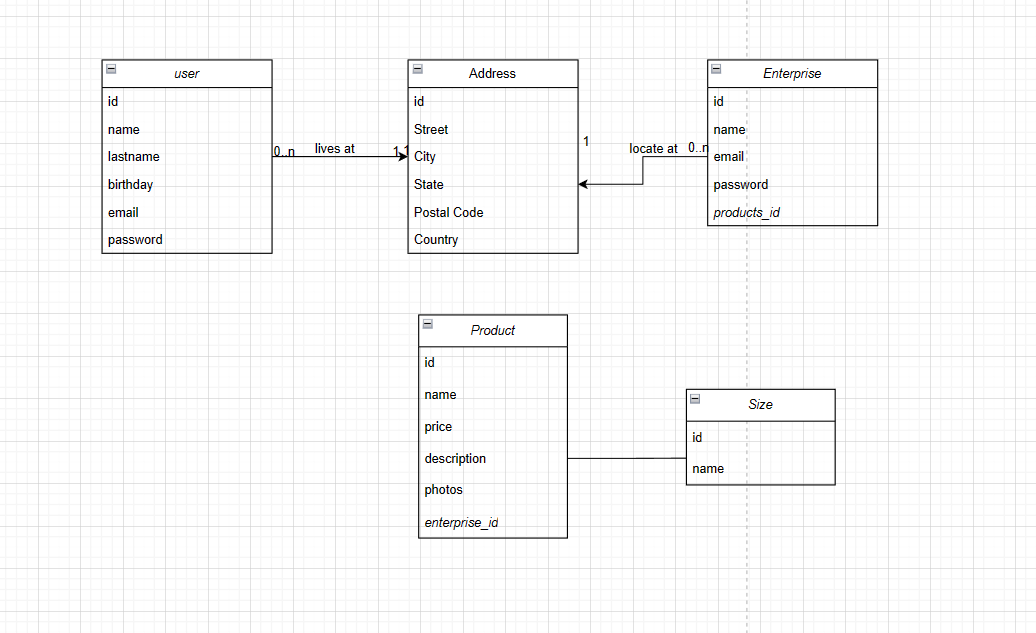 user
id
name
lastname
birthday
email
password
0..n
lives at
1.1
Address
id
Street
City
State
Postal Code
Country
1
locate at
0..n
Enterprise
id
name
email
password
products_id
Product
id
name
price
description
photos
enterprise_id
Size
id
name